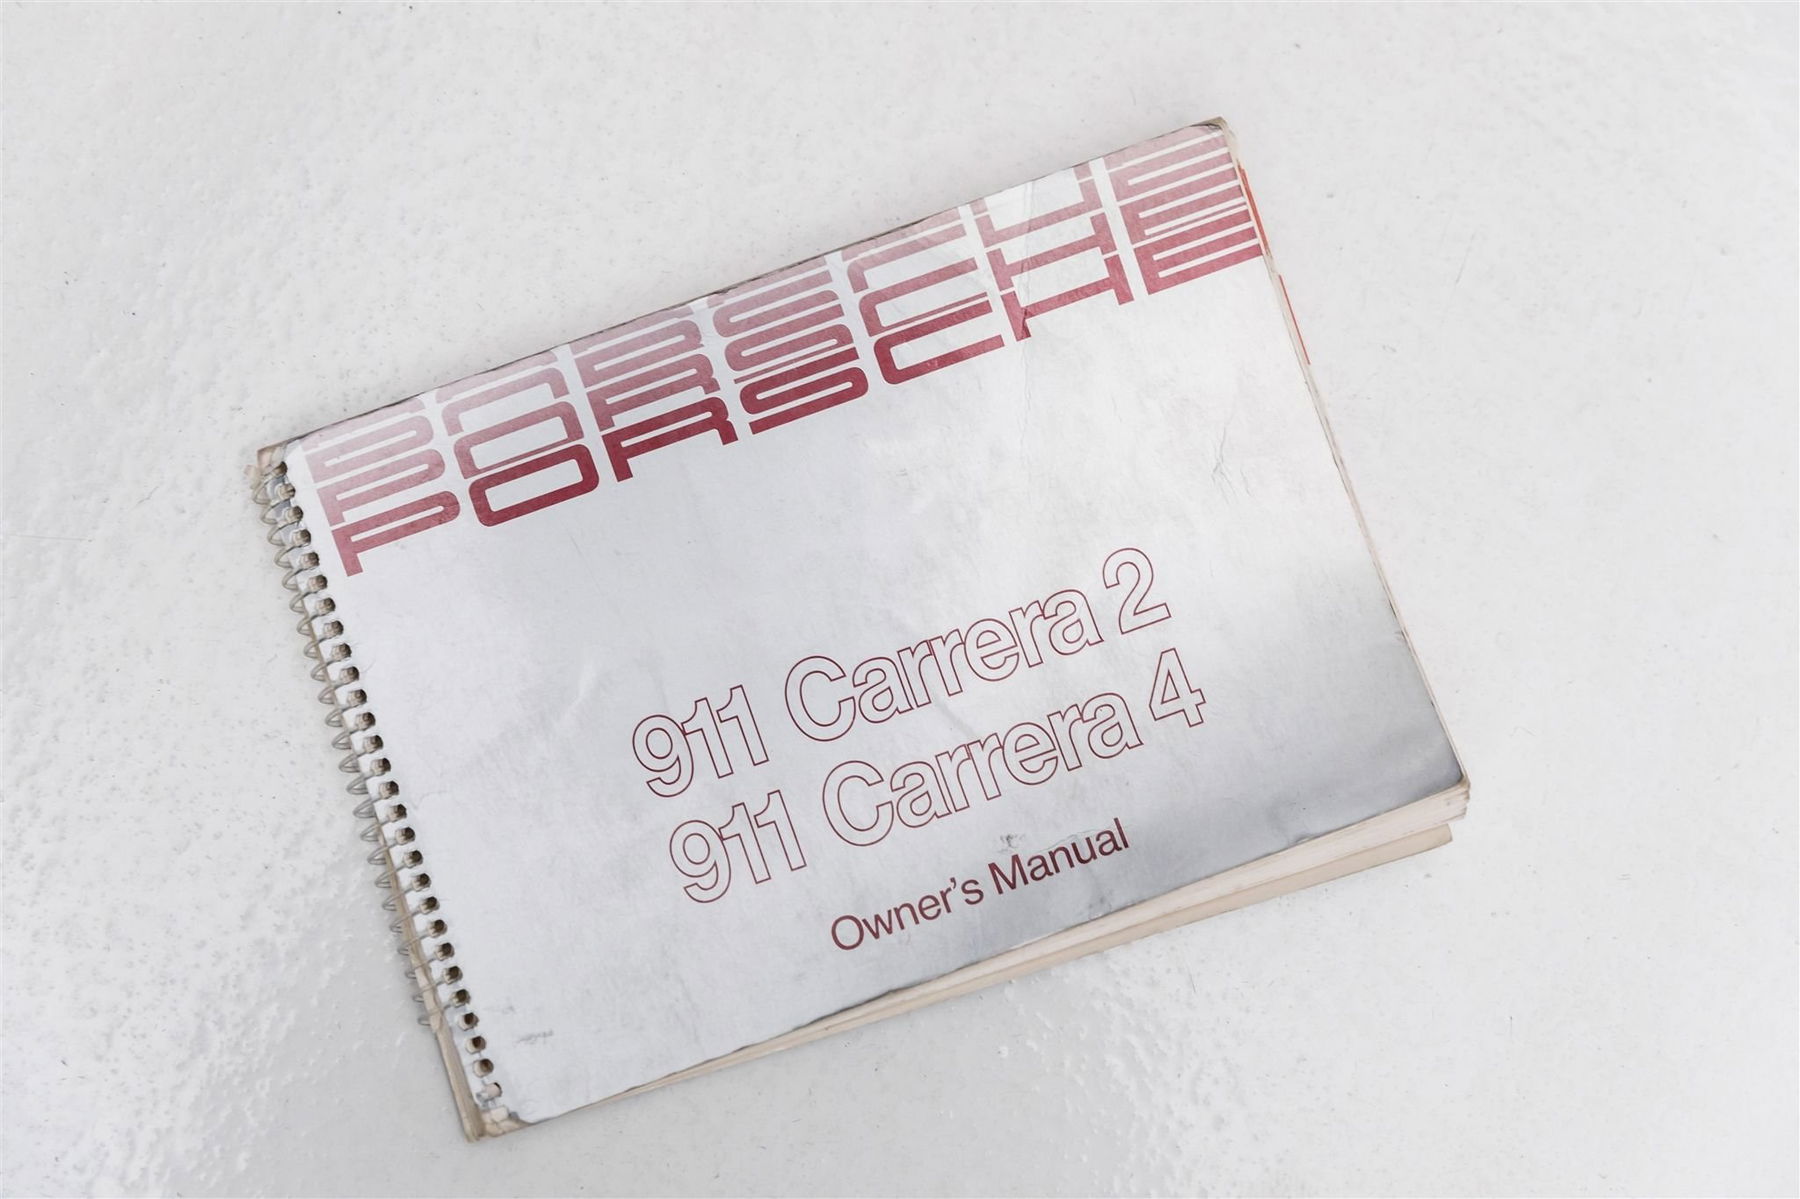 PORSCHE
911 Carrera 2
911 Carrera 4
Owner's Manual